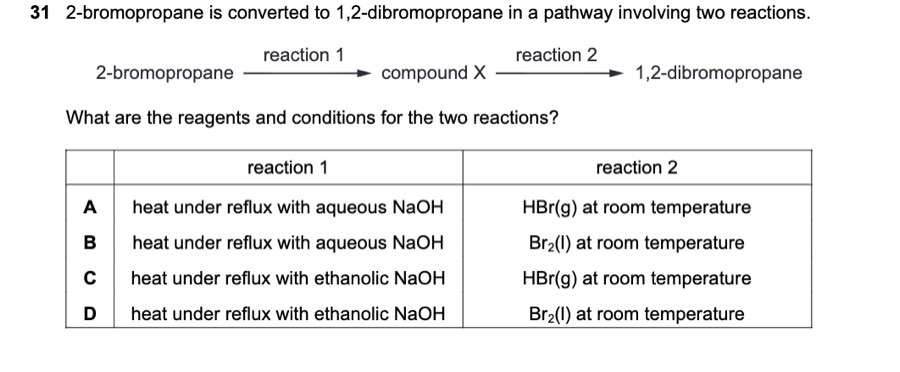 31 2-bromopropane is converted to 1,2-dibromopropane in a pathway involving two reactions.
reaction 1 reaction 2
2-bromopropane compound X 1,2-dibromopropane
What are the reagents and conditions for the two reactions?
reaction 1 reaction 2
A heat under reflux with aqueous NaOH HBr(g) at room temperature
B heat under reflux with aqueous NaOH Br₂(l) at room temperature
C heat under reflux with ethanolic NaOH HBr(g) at room temperature
D heat under reflux with ethanolic NaOH Br₂(l) at room temperature